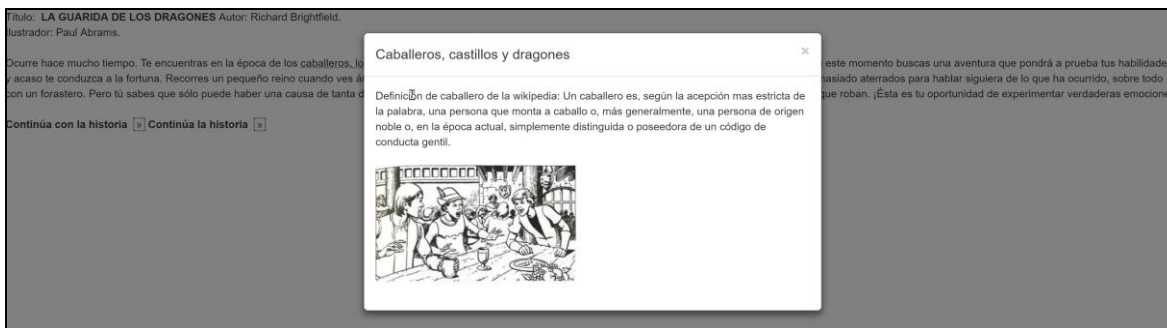 Título: LA GUARIDA DE LOS DRAGONES Autor: Richard Brightfield.
Ilustrador: Paul Abrams.
Ocurre hace mucho tiempo. Te encuentras en la época de los caballeros, lo
este momento buscas una aventura que pondrá a prueba tus habilidade
y acaso te conduzca a la fortuna. Recorres un pequeño reino cuando ves
masiado aterrados para hablar siquiera de lo que ha ocurrido, sobre todo
con un forastero. Pero tú sabes que sólo puede haber una causa de tanta d
que roban. ¡Ésta es tu oportunidad de experimentar verdaderas emocione
Continúa con la historia » Continúa la historia »
Caballeros, castillos y dragones ×
Definición de caballero de la wikipedia: Un caballero es, según la acepción mas estricta de
la palabra, una persona que monta a caballo o, más generalmente, una persona de origen
noble o, en la época actual, simplemente distinguida o poseedora de un código de
conducta gentil.